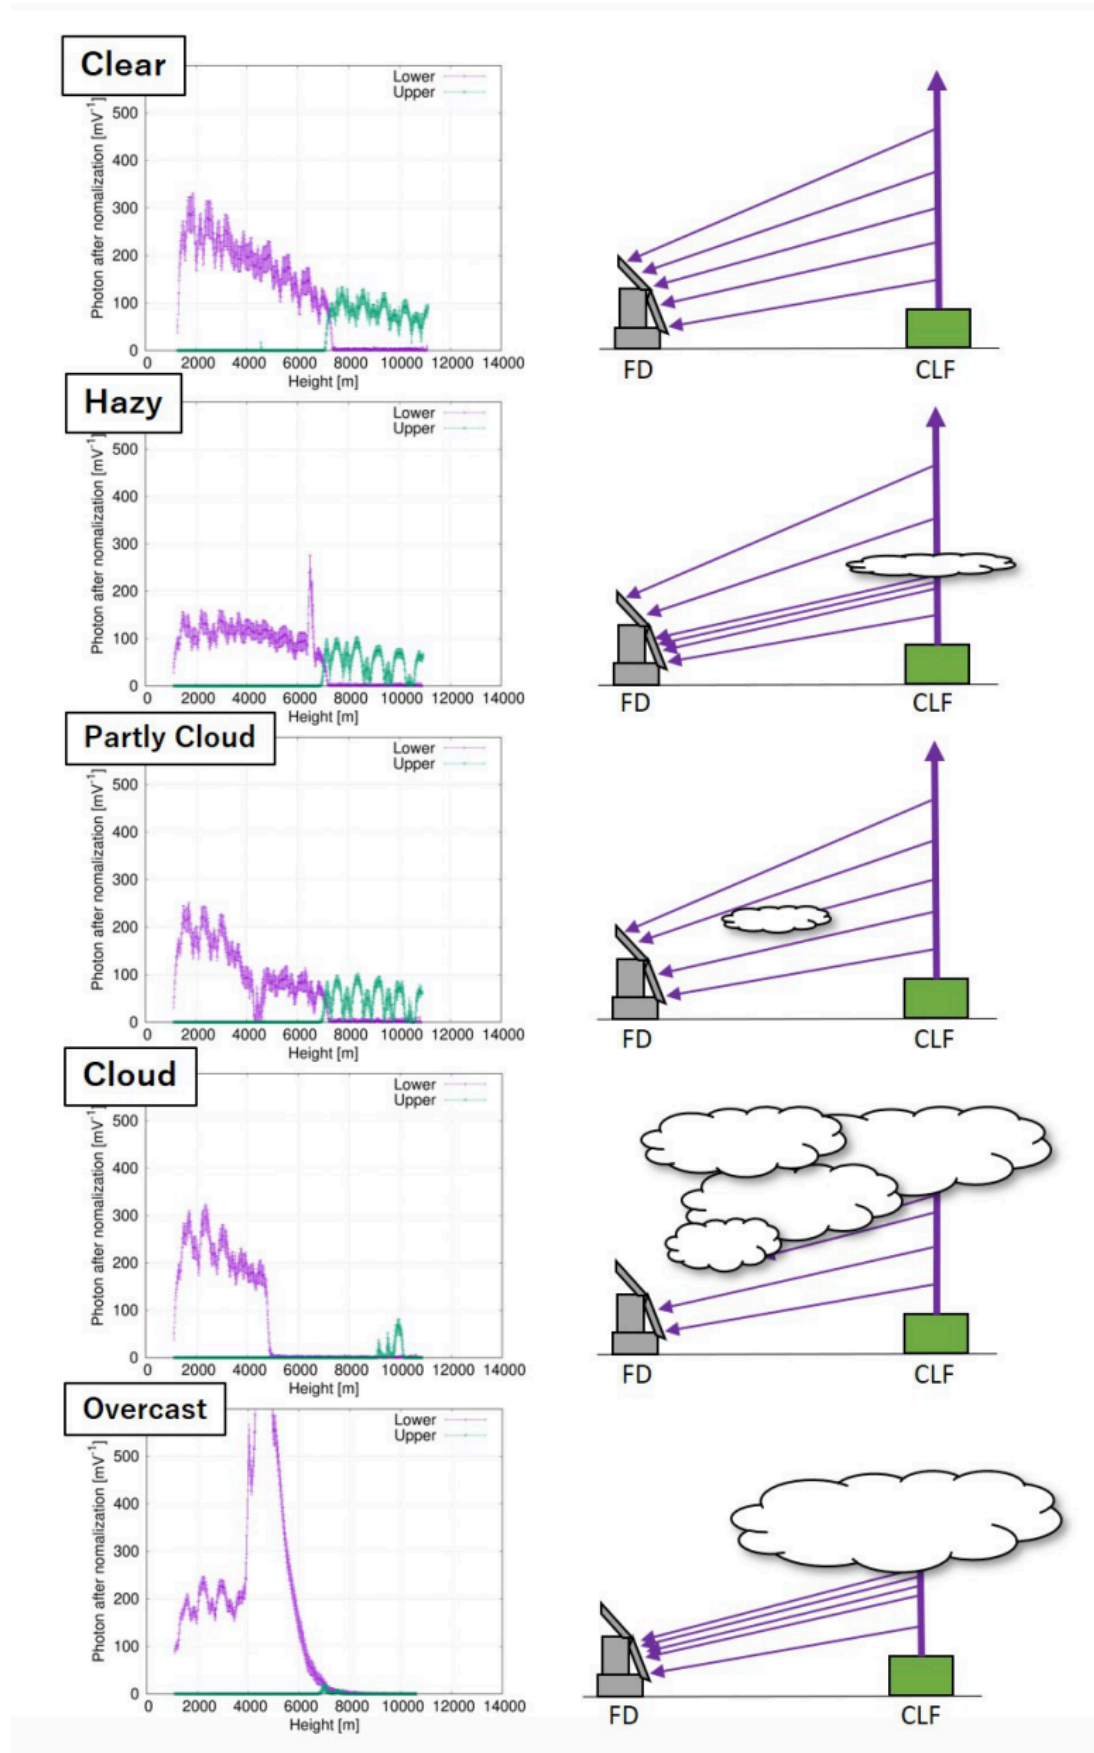 Clear
Photon after nomalization [mV-1]
500
400
300
200
100
0
Lower
Upper
0 2000 4000 6000 8000 10000 12000 14000
Height [m]
FD
CLF
Hazy
Photon after nomalization [mV-1]
500
400
300
200
100
0
Lower
Upper
0 2000 4000 6000 8000 10000 12000 14000
Height [m]
FD
CLF
Partly Cloud
Photon after nomalization [mV-1]
500
400
300
200
100
0
Lower
Upper
0 2000 4000 6000 8000 10000 12000 14000
Height [m]
FD
CLF
Cloud
Photon after nomalization [mV-1]
500
400
300
200
100
0
Lower
Upper
0 2000 4000 6000 8000 10000 12000 14000
Height [m]
FD
CLF
Overcast
Photon after nomalization [mV-1]
500
400
300
200
100
0
Lower
Upper
0 2000 4000 6000 8000 10000 12000 14000
Height [m]
FD
CLF